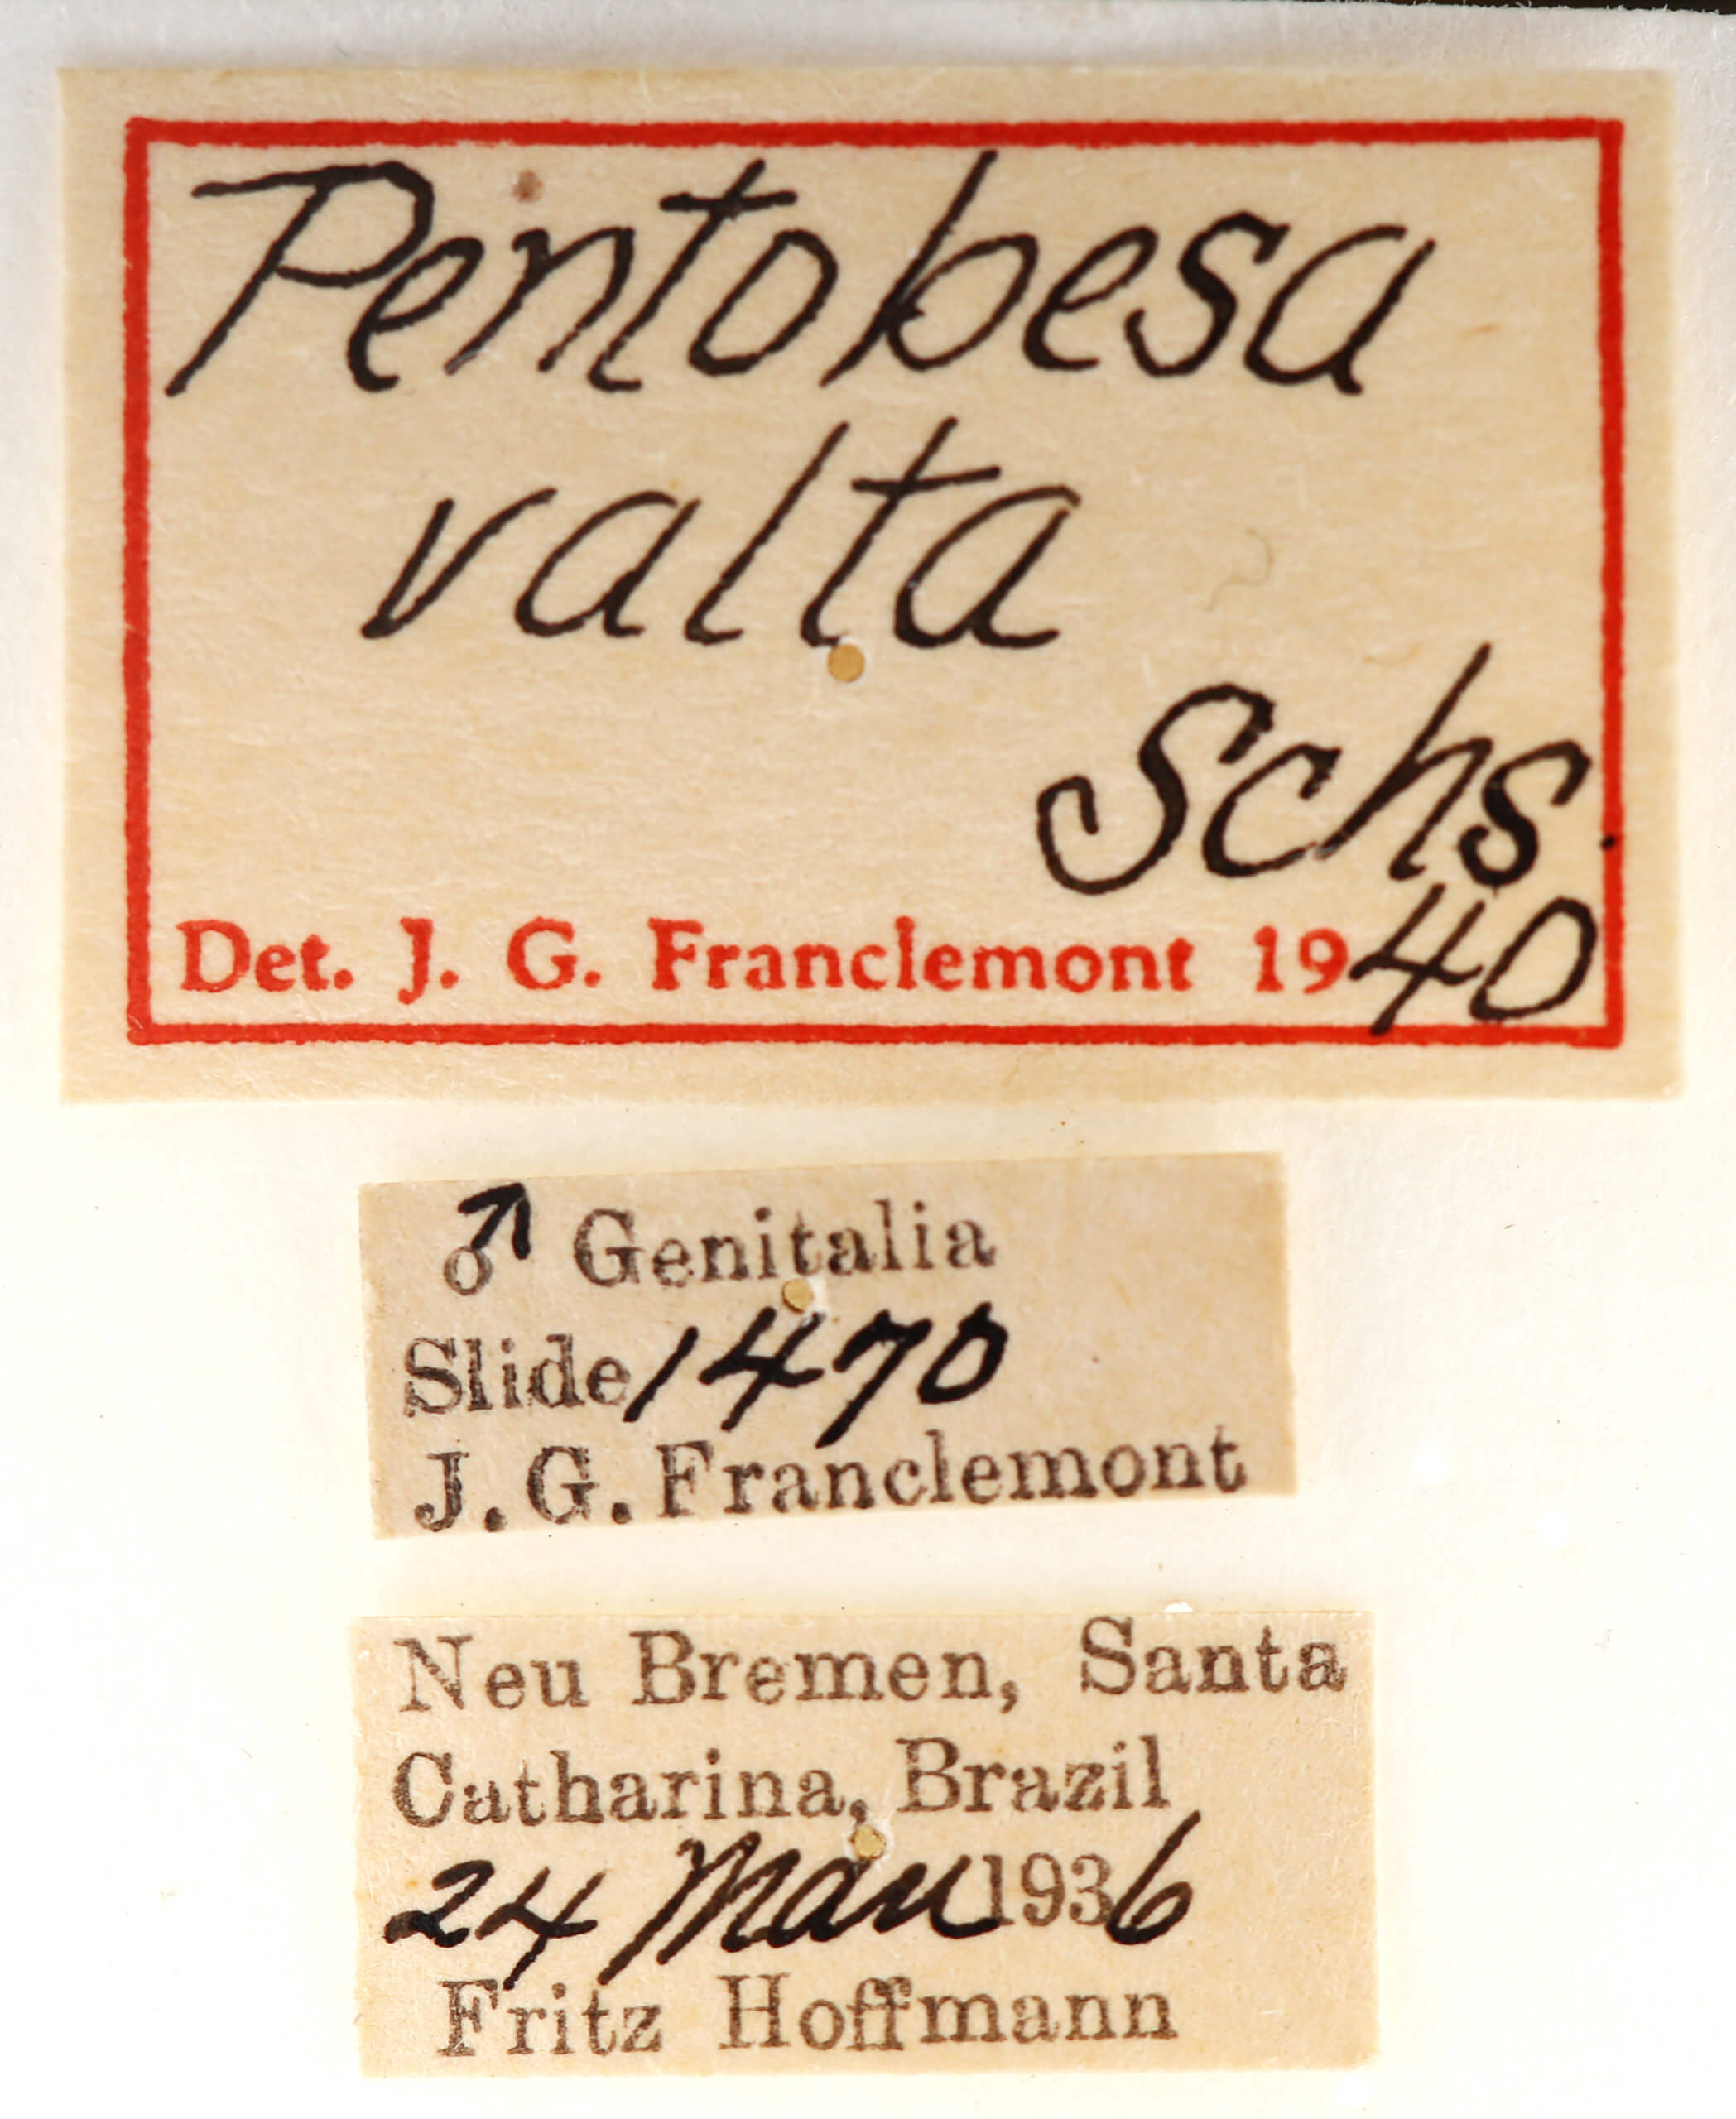 Pentobesa
valta
Schs.
Det. J. G. Franclemont 1940
♂ Genitalia
Slide 1470
J. G. Franclemont
Neu Bremen, Santa
Catharina, Brazil
24 Mar 1936
Fritz Hoffmann